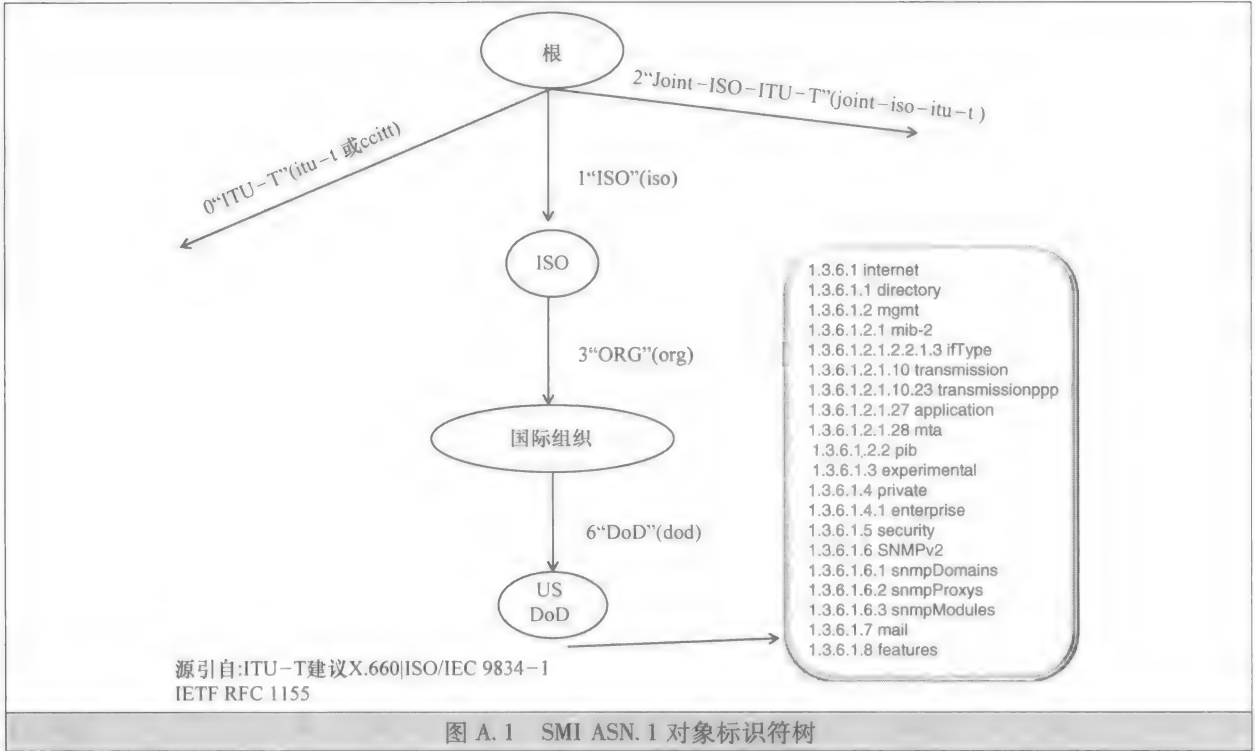 根
2“Joint-ISO-ITU-T”(joint-iso-itu-t )
0“ITU-T”(itu-t 或ccitt)
1“ISO”(iso)
ISO
3“ORG”(org)
国际组织
6“DoD”(dod)
US
DoD
1.3.6.1 internet
1.3.6.1.1 directory
1.3.6.1.2 mgmt
1.3.6.1.2.1 mib-2
1.3.6.1.2.1.2.2.1.3 ifType
1.3.6.1.2.1.10 transmission
1.3.6.1.2.1.10.23 transmissionppp
1.3.6.1.2.1.27 application
1.3.6.1.2.1.28 mta
1.3.6.1.2.2 pib
1.3.6.1.3 experimental
1.3.6.1.4 private
1.3.6.1.4.1 enterprise
1.3.6.1.5 security
1.3.6.1.6 SNMPv2
1.3.6.1.6.1 snmpDomains
1.3.6.1.6.2 snmpProxys
1.3.6.1.6.3 snmpModules
1.3.6.1.7 mail
1.3.6.1.8 features
源引自:ITU-T建议X.660|ISO/IEC 9834-1
IETF RFC 1155
图 A.1 SMI ASN.1 对象标识符树